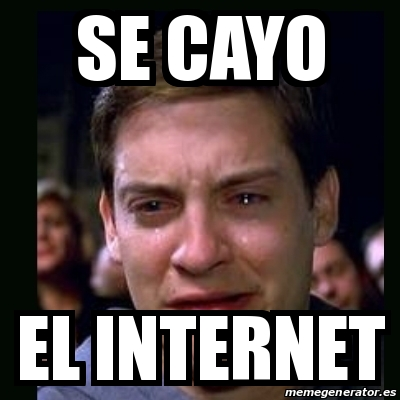 SE CAYO
EL INTERNET
memegenerator.es